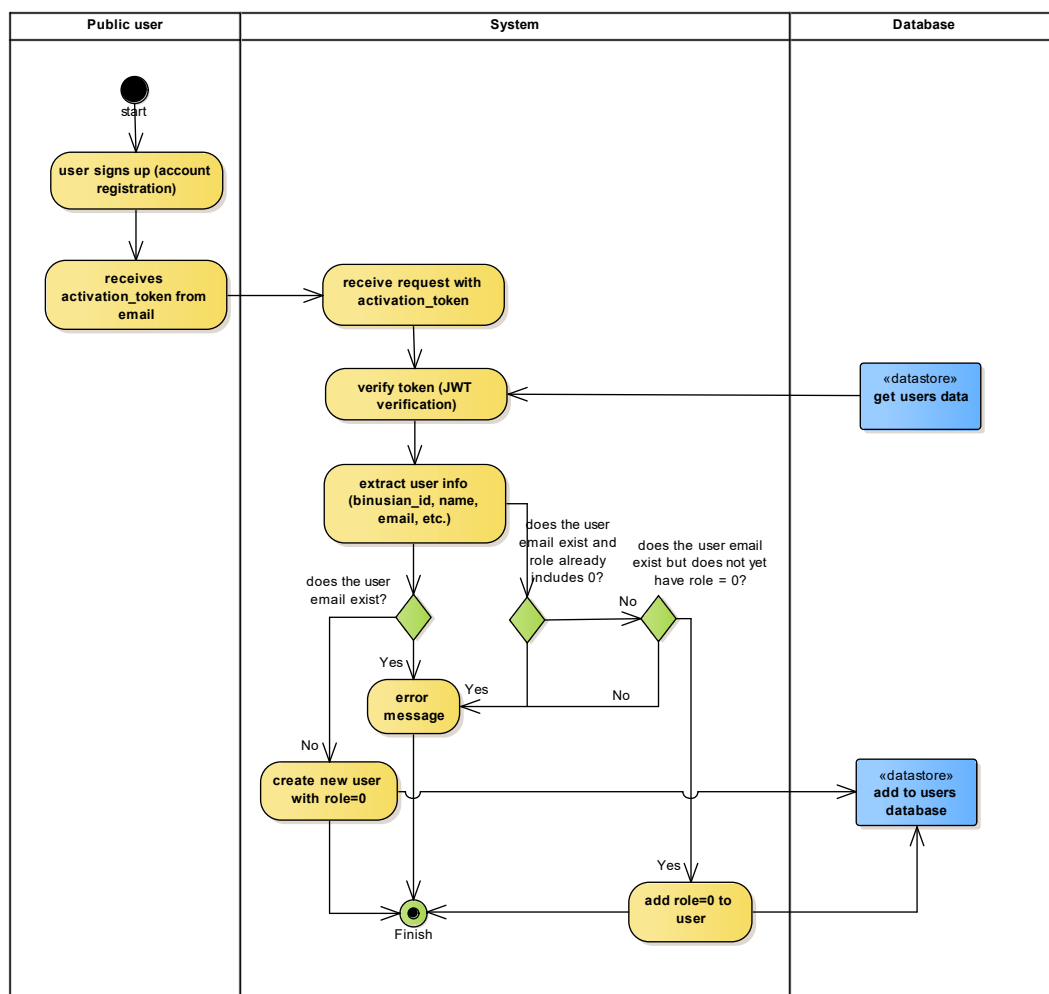 Public user
System
Database
start
user signs up (account
registration)
receives
activation_token from
email
receive request with
activation_token
verify token (JWT
verification)
«datastore»
get users data
extract user info
(binusian_id, name,
email, etc.)
does the user
email exist?
does the user
email exist and
role already
includes 0?
does the user email
exist but does not yet
have role = 0?
No
Yes
Yes
No
error
message
No
create new user
with role=0
«datastore»
add to users
database
Yes
add role=0 to
user
Finish